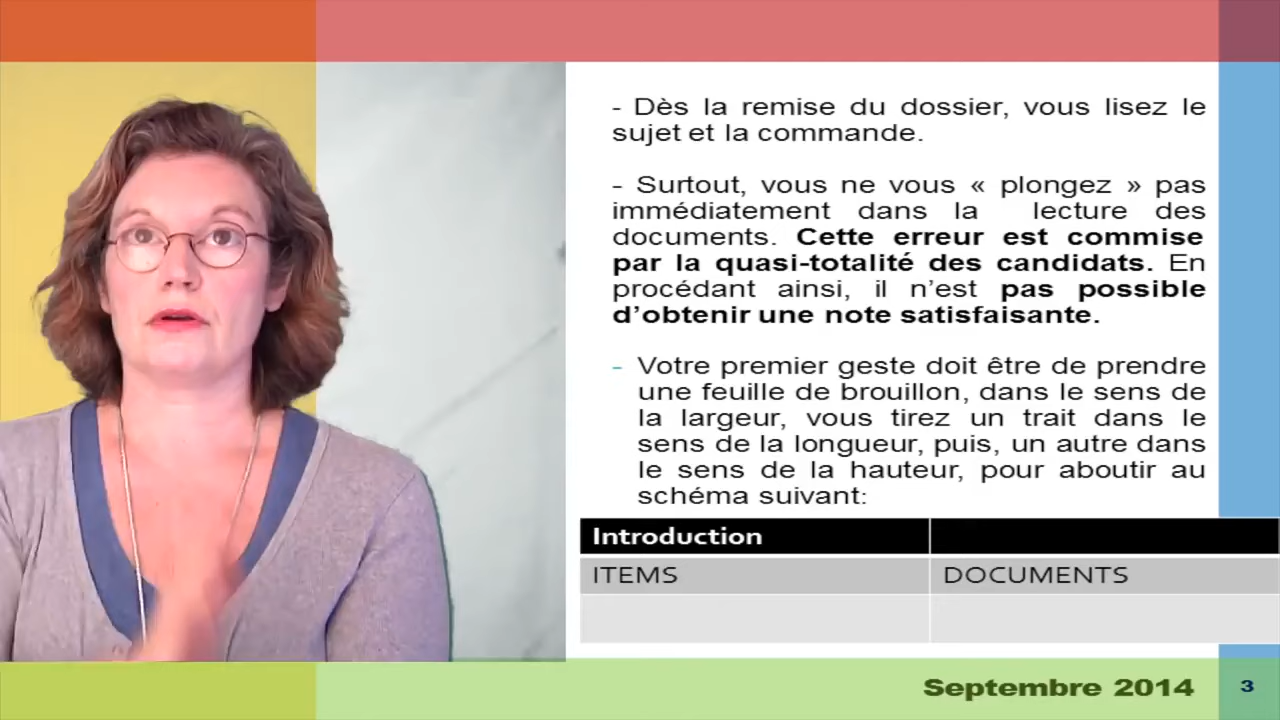 - Dès la remise du dossier, vous lisez le
sujet et la commande.
- Surtout, vous ne vous « plongez » pas
immédiatement dans la lecture des
documents. Cette erreur est commise
par la quasi-totalité des candidats. En
procédant ainsi, il n'est pas possible
d'obtenir une note satisfaisante.
- Votre premier geste doit être de prendre
une feuille de brouillon, dans le sens de
la largeur, vous tirez un trait dans le
sens de la longueur, puis, un autre dans
le sens de la hauteur, pour aboutir au
schéma suivant:
Introduction
ITEMS DOCUMENTS
Septembre 2014 3